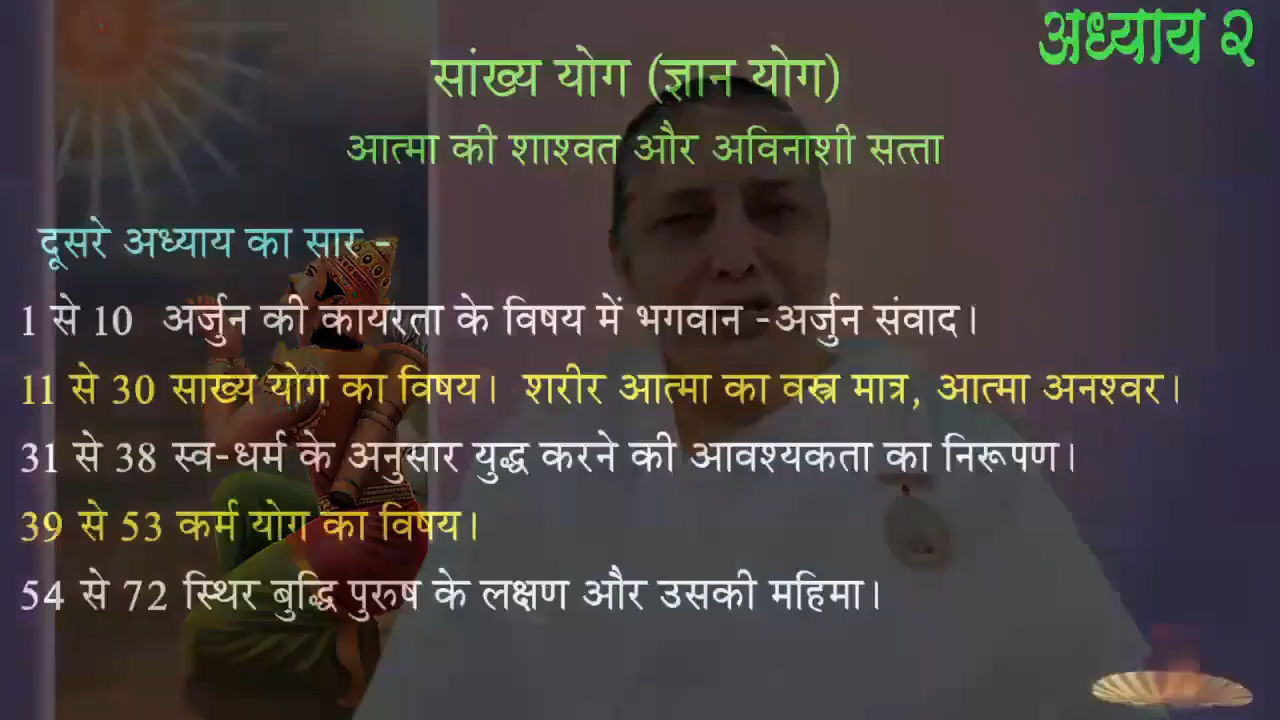 अध्याय २
सांख्य योग (ज्ञान योग)
आत्मा की शाश्वत और अविनाशी सत्ता
दूसरे अध्याय का सार -
1 से 10 अर्जुन की कायरता के विषय में भगवान -अर्जुन संवाद।
11 से 30 साख्य योग का विषय। शरीर आत्मा का वस्त्र मात्र, आत्मा अनश्वर।
31 से 38 स्व-धर्म के अनुसार युद्ध करने की आवश्यकता का निरूपण।
39 से 53 कर्म योग का विषय।
54 से 72 स्थिर बुद्धि पुरुष के लक्षण और उसकी महिमा।